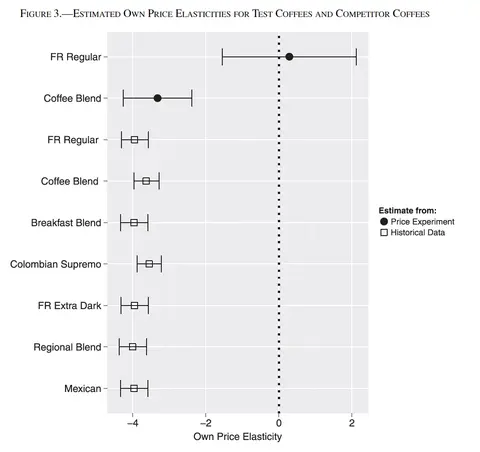 FIGURE 3.—ESTIMATED OWN PRICE ELASTICITIES FOR TEST COFFEES AND COMPETITOR COFFEES
FR Regular
Coffee Blend
FR Regular
Coffee Blend
Breakfast Blend
Colombian Supremo
FR Extra Dark
Regional Blend
Mexican
−4 −2 0 2
Own Price Elasticity
Estimate from:
Price Experiment
Historical Data